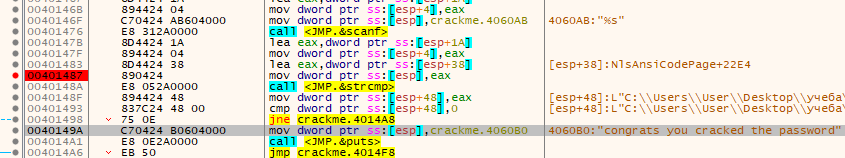 0040146B 894424 04 mov dword ptr ss:[esp+4],eax
0040146F C70424 AB604000 mov dword ptr ss:[esp],crackme.4060AB 4060AB:"%s"
00401476 E8 312A0000 call <JMP.&scanf>
0040147B 8D4424 1A lea eax,dword ptr ss:[esp+1A]
0040147F 894424 04 mov dword ptr ss:[esp+4],eax
00401483 8D4424 38 lea eax,dword ptr ss:[esp+38] [esp+38]:NlsAnsiCodePage+22E4
00401487 890424 mov dword ptr ss:[esp],eax
0040148A E8 052A0000 call <JMP.&strcmp>
0040148F 894424 48 mov dword ptr ss:[esp+48],eax [esp+48]:L"C:\\Users\\User\\Desktop\\учеба\
00401493 837C24 48 00 cmp dword ptr ss:[esp+48],0 [esp+48]:L"C:\\Users\\User\\Desktop\\учеба\
00401498 75 0E jne crackme.4014A8
0040149A C70424 B0604000 mov dword ptr ss:[esp],crackme.4060B0 4060B0:"congrats you cracked the password"
004014A1 E8 0E2A0000 call <JMP.&puts>
004014A6 EB 50 jmp crackme.4014F8